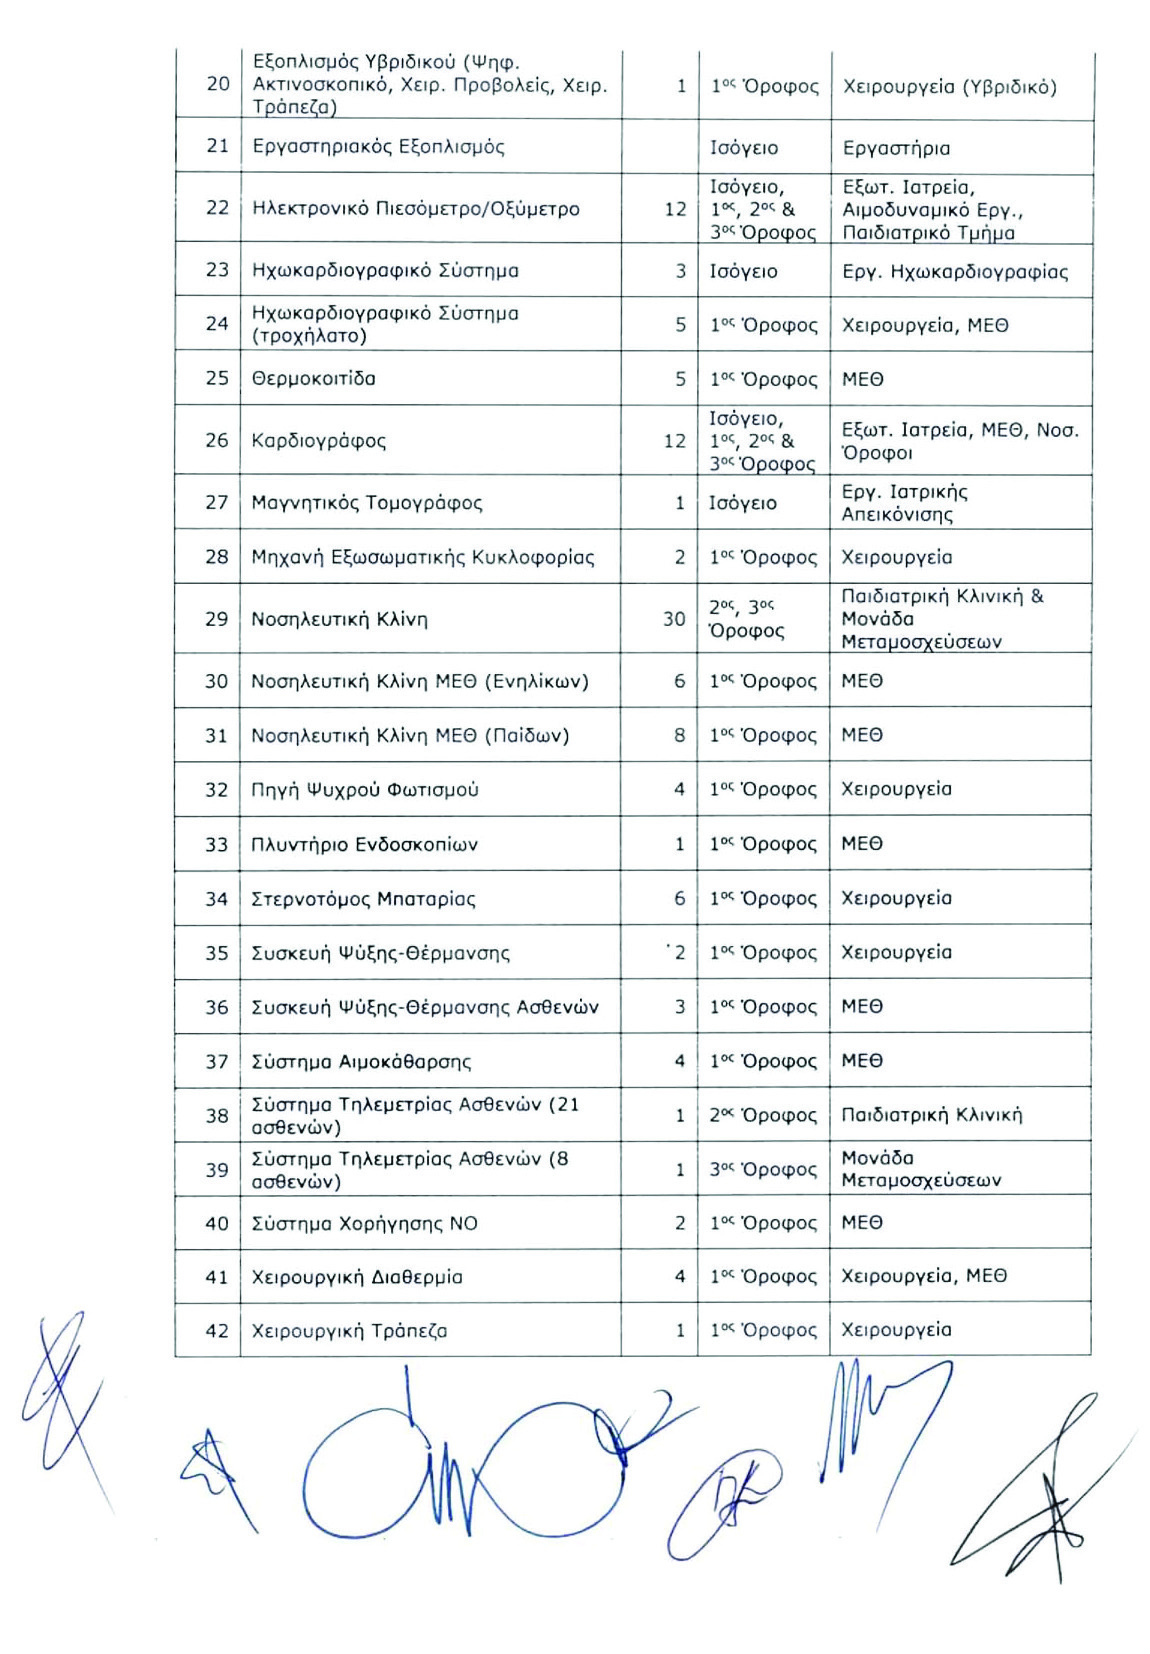 20 Εξοπλισμός Υβριδικού (Ψηφ. Ακτινοσκοπικό, Χειρ. Προβολείς, Χειρ. Τράπεζα) 1 1ος Όροφος Χειρουργεία (Υβριδικό)
21 Εργαστηριακός Εξοπλισμός Ισόγειο Εργαστήρια
22 Ηλεκτρονικό Πιεσόμετρο/Οξύμετρο 12 Ισόγειο, 1ος, 2ος & 3ος Όροφος Εξωτ. Ιατρεία, Αιμοδυναμικό Εργ., Παιδιατρικό Τμήμα
23 Ηχωκαρδιογραφικό Σύστημα 3 Ισόγειο Εργ. Ηχωκαρδιογραφίας
24 Ηχωκαρδιογραφικό Σύστημα (τροχήλατο) 5 1ος Όροφος Χειρουργεία, ΜΕΘ
25 Θερμοκοιτίδα 5 1ος Όροφος ΜΕΘ
26 Καρδιογράφος 12 Ισόγειο, 1ος, 2ος & 3ος Όροφος Εξωτ. Ιατρεία, ΜΕΘ, Νοσ. Όροφοι
27 Μαγνητικός Τομογράφος 1 Ισόγειο Εργ. Ιατρικής Απεικόνισης
28 Μηχανή Εξωσωματικής Κυκλοφορίας 2 1ος Όροφος Χειρουργεία
29 Νοσηλευτική Κλίνη 30 2ος, 3ος Όροφος Παιδιατρική Κλινική & Μονάδα Μεταμοσχεύσεων
30 Νοσηλευτική Κλίνη ΜΕΘ (Ενηλίκων) 6 1ος Όροφος ΜΕΘ
31 Νοσηλευτική Κλίνη ΜΕΘ (Παίδων) 8 1ος Όροφος ΜΕΘ
32 Πηγή Ψυχρού Φωτισμού 4 1ος Όροφος Χειρουργεία
33 Πλυντήριο Ενδοσκοπίων 1 1ος Όροφος ΜΕΘ
34 Στερνοτόμος Μπαταρίας 6 1ος Όροφος Χειρουργεία
35 Συσκευή Ψύξης-Θέρμανσης 2 1ος Όροφος Χειρουργεία
36 Συσκευή Ψύξης-Θέρμανσης Ασθενών 3 1ος Όροφος ΜΕΘ
37 Σύστημα Αιμοκάθαρσης 4 1ος Όροφος ΜΕΘ
38 Σύστημα Τηλεμετρίας Ασθενών (21 ασθενών) 1 2ος Όροφος Παιδιατρική Κλινική
39 Σύστημα Τηλεμετρίας Ασθενών (8 ασθενών) 1 3ος Όροφος Μονάδα Μεταμοσχεύσεων
40 Σύστημα Χορήγησης ΝΟ 2 1ος Όροφος ΜΕΘ
41 Χειρουργική Διαθερμία 4 1ος Όροφος Χειρουργεία, ΜΕΘ
42 Χειρουργική Τράπεζα 1 1ος Όροφος Χειρουργεία